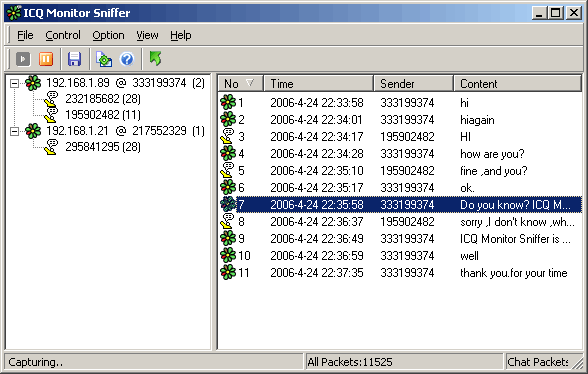 ICQ Monitor Sniffer
File Control Option View Help
192.168.1.89 @ 333199374 (2)
232185682 (28)
195902482 (11)
192.168.1.21 @ 217552329 (1)
295841295 (28)
No Time Sender Content
1 2006-4-24 22:33:58 333199374 hi
2 2006-4-24 22:34:01 333199374 hiagain
3 2006-4-24 22:34:17 195902482 HI
4 2006-4-24 22:34:28 333199374 how are you?
5 2006-4-24 22:35:10 195902482 fine ,and you?
6 2006-4-24 22:35:17 333199374 ok.
7 2006-4-24 22:35:58 333199374 Do you know? ICQ M...
8 2006-4-24 22:36:37 195902482 sorry ,I don't know ,wh...
9 2006-4-24 22:36:49 333199374 ICQ Monitor Sniffer is ...
10 2006-4-24 22:36:59 333199374 well
11 2006-4-24 22:37:35 333199374 thank you.for your time
Capturing.. All Packets:11525 Chat Packets